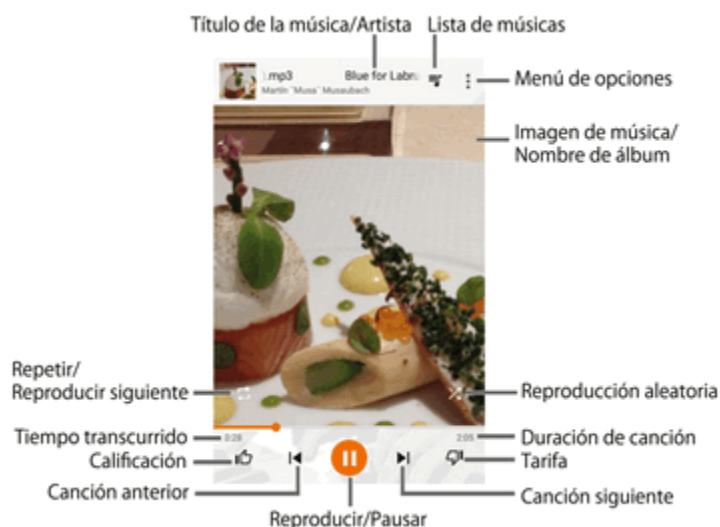 Título de la música/Artista Lista de músicas
.mp3 Blue for Labru
Martín ¨Musa¨ Musaubach
Menú de opciones
Imagen de música/
Nombre de álbum
Repetir/
Reproducir siguiente
Reproducción aleatoria
Tiempo transcurrido 0:28 2:05 Duración de canción
Calificación Tarifa
Canción anterior Canción siguiente
Reproducir/Pausar